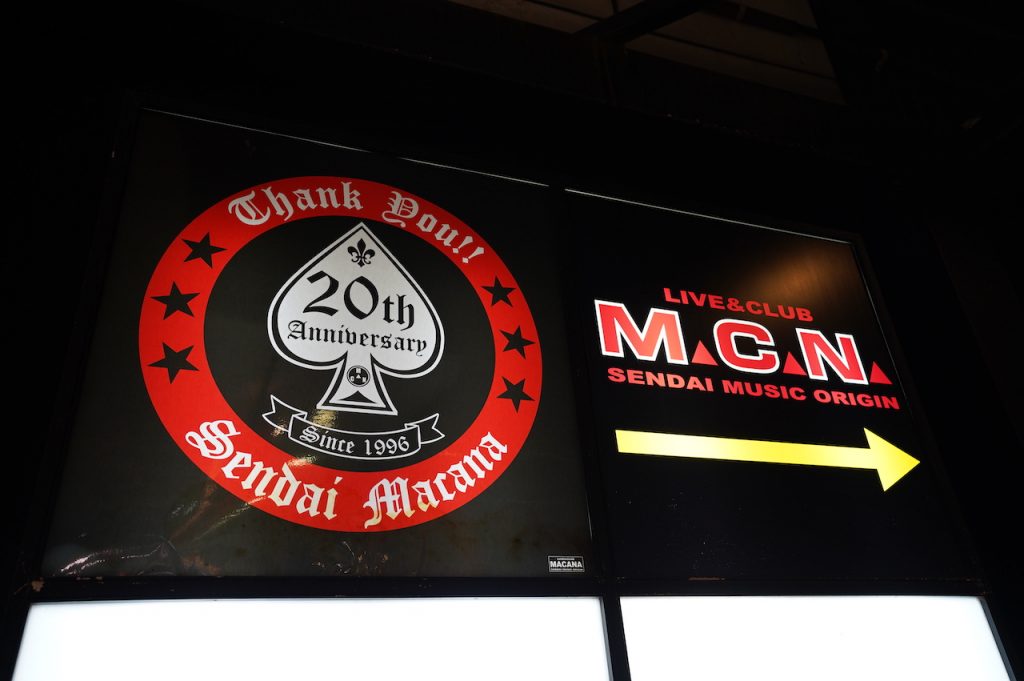 Thank You!!
20th
Anniversary
Since 1996
Sendai Macana
MACANA
LIVE&CLUB
M.C.N.
SENDAI MUSIC ORIGIN